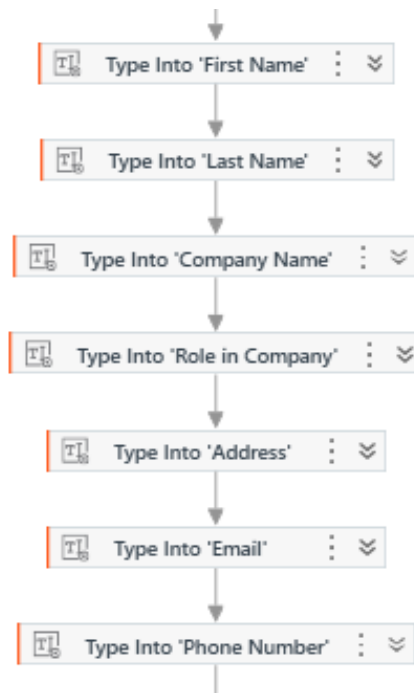 Type Into 'First Name'
Type Into 'Last Name'
Type Into 'Company Name'
Type Into 'Role in Company'
Type Into 'Address'
Type Into 'Email'
Type Into 'Phone Number'